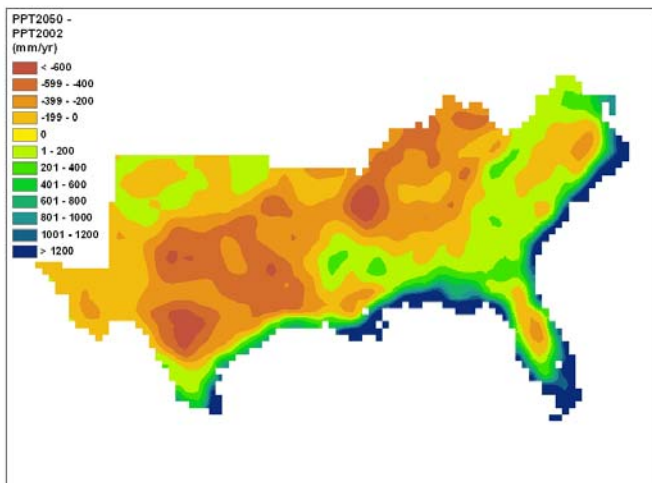 PPT2050 -
PPT2002
(mm/yr)
< -600
-599 - -400
-399 - -200
-199 - 0
0
1 - 200
201 - 400
401 - 600
601 - 800
801 - 1000
1001 - 1200
> 1200